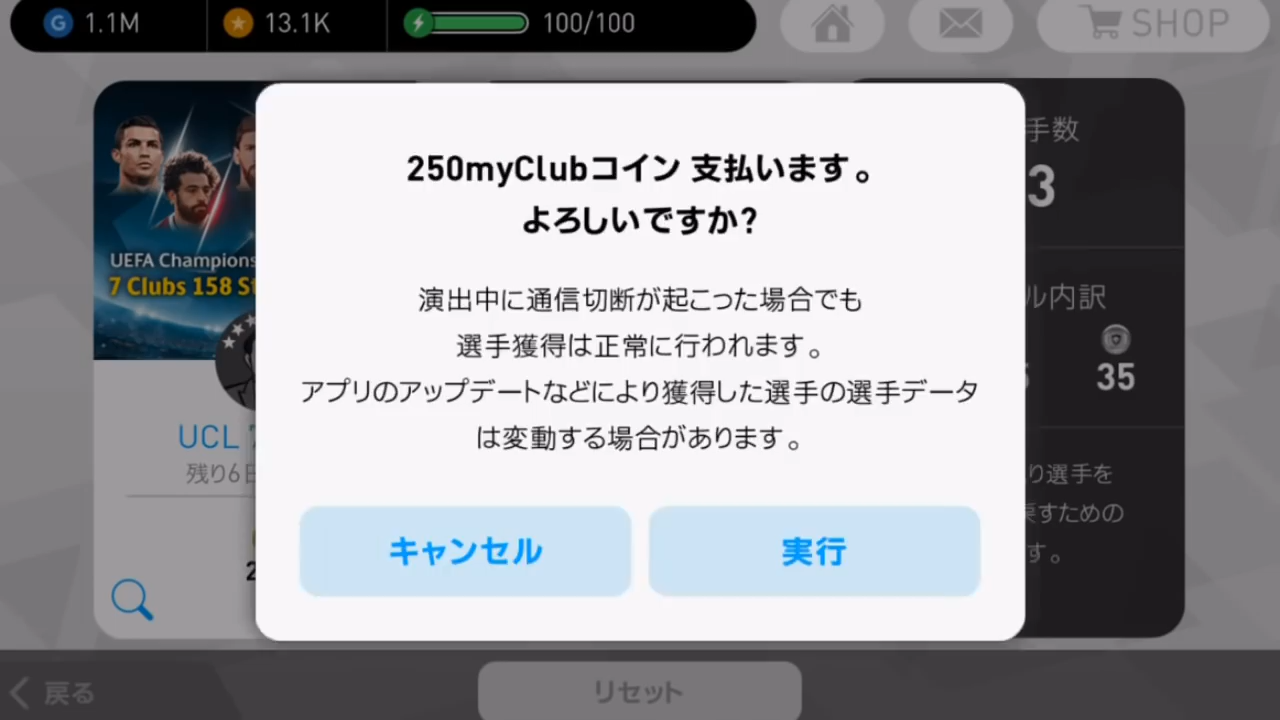 1.1M
13.1K
100/100
SHOP
UEFA Champions
7 Clubs 158 St
UCL
残り6日
手数
3
ル内訳
35
り選手を
戻すための
す。
250myClubコイン 支払います。
よろしいですか?
演出中に通信切断が起こった場合でも
選手獲得は正常に行われます。
アプリのアップデートなどにより獲得した選手の選手データ
は変動する場合があります。
キャンセル
実行
戻る
リセット